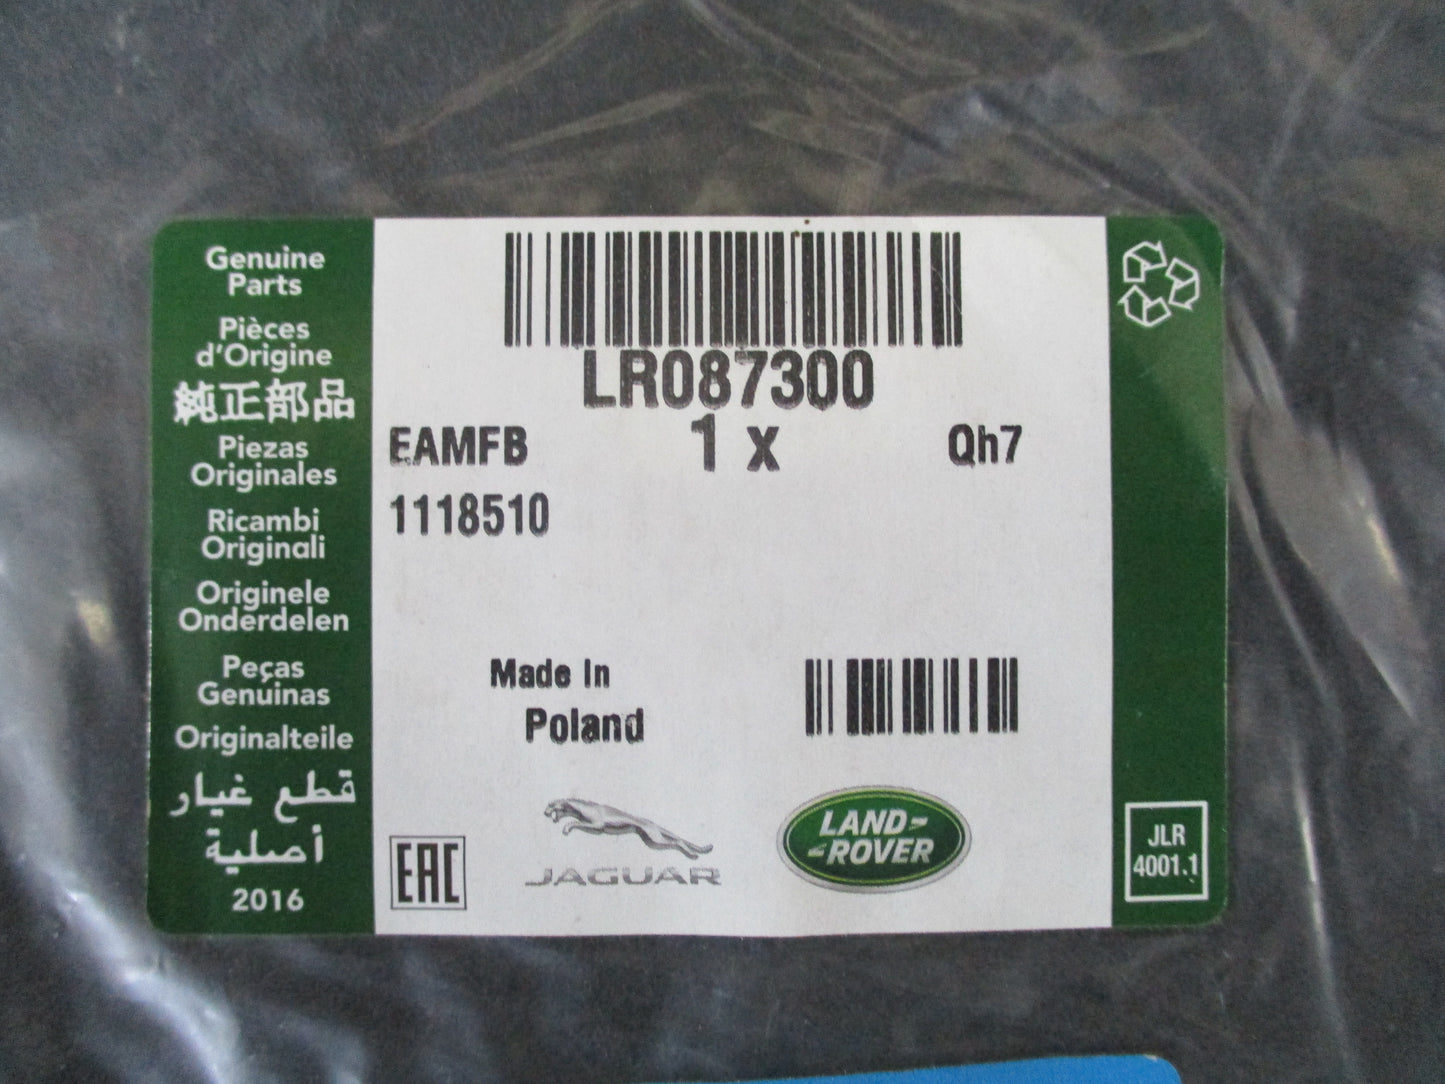 Genuine
Parts
Pièces
d'Origine
純正部品
Piezas
Originales
Ricambi
Originali
Originele
Onderdelen
Peças
Genuinas
Originalteile
قطع غيار
أصلية
2016
LR087300
EAMFB 1 x Qh7
1118510
Made In
Poland
EAC
JAGUAR
LAND-
-ROVER
JLR
4001.1